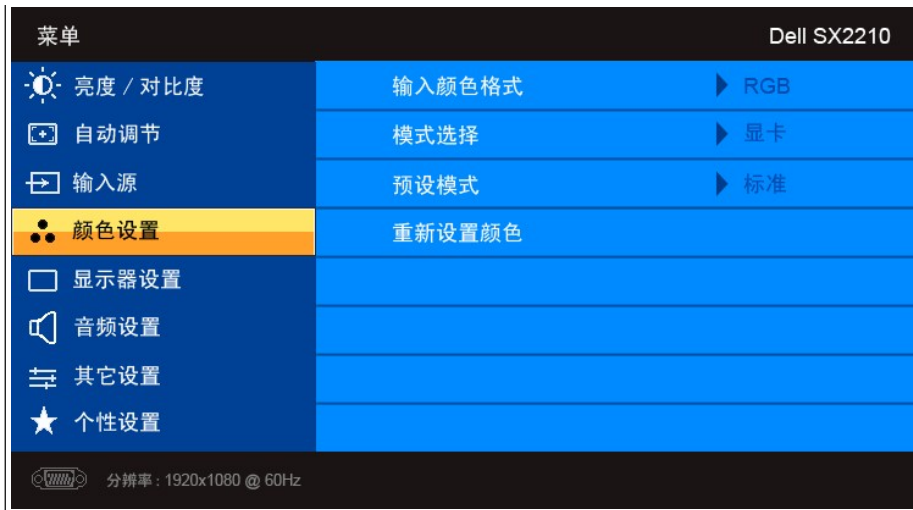 菜单 Dell SX2210
亮度 / 对比度 输入颜色格式 RGB
自动调节 模式选择 显卡
输入源 预设模式 标准
颜色设置 重新设置颜色
显示器设置
音频设置
其它设置
个性设置
分辨率 : 1920x1080 @ 60Hz